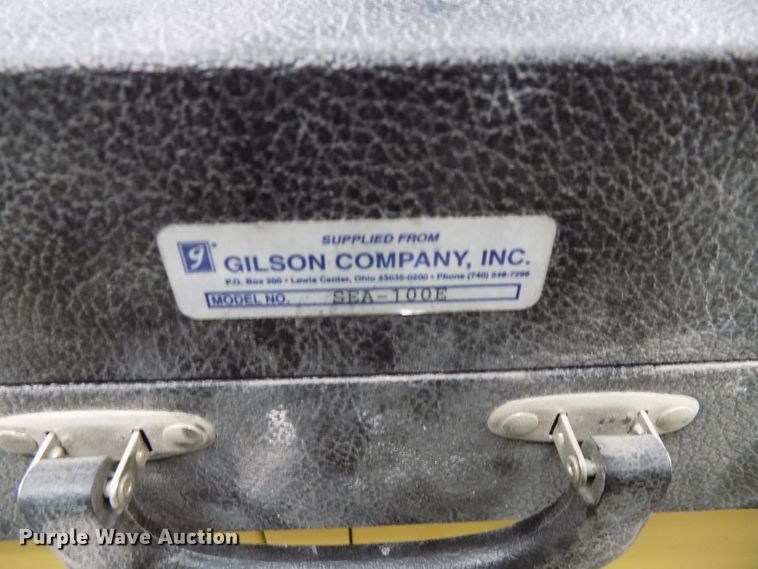 SUPPLIED FROM
g
GILSON COMPANY, INC.
P.O. Box 200 • Lewis Center, Ohio 43035-0200 • Phone (740) 548-7298
MODEL NO. SEA-100E
Purple Wave Auction